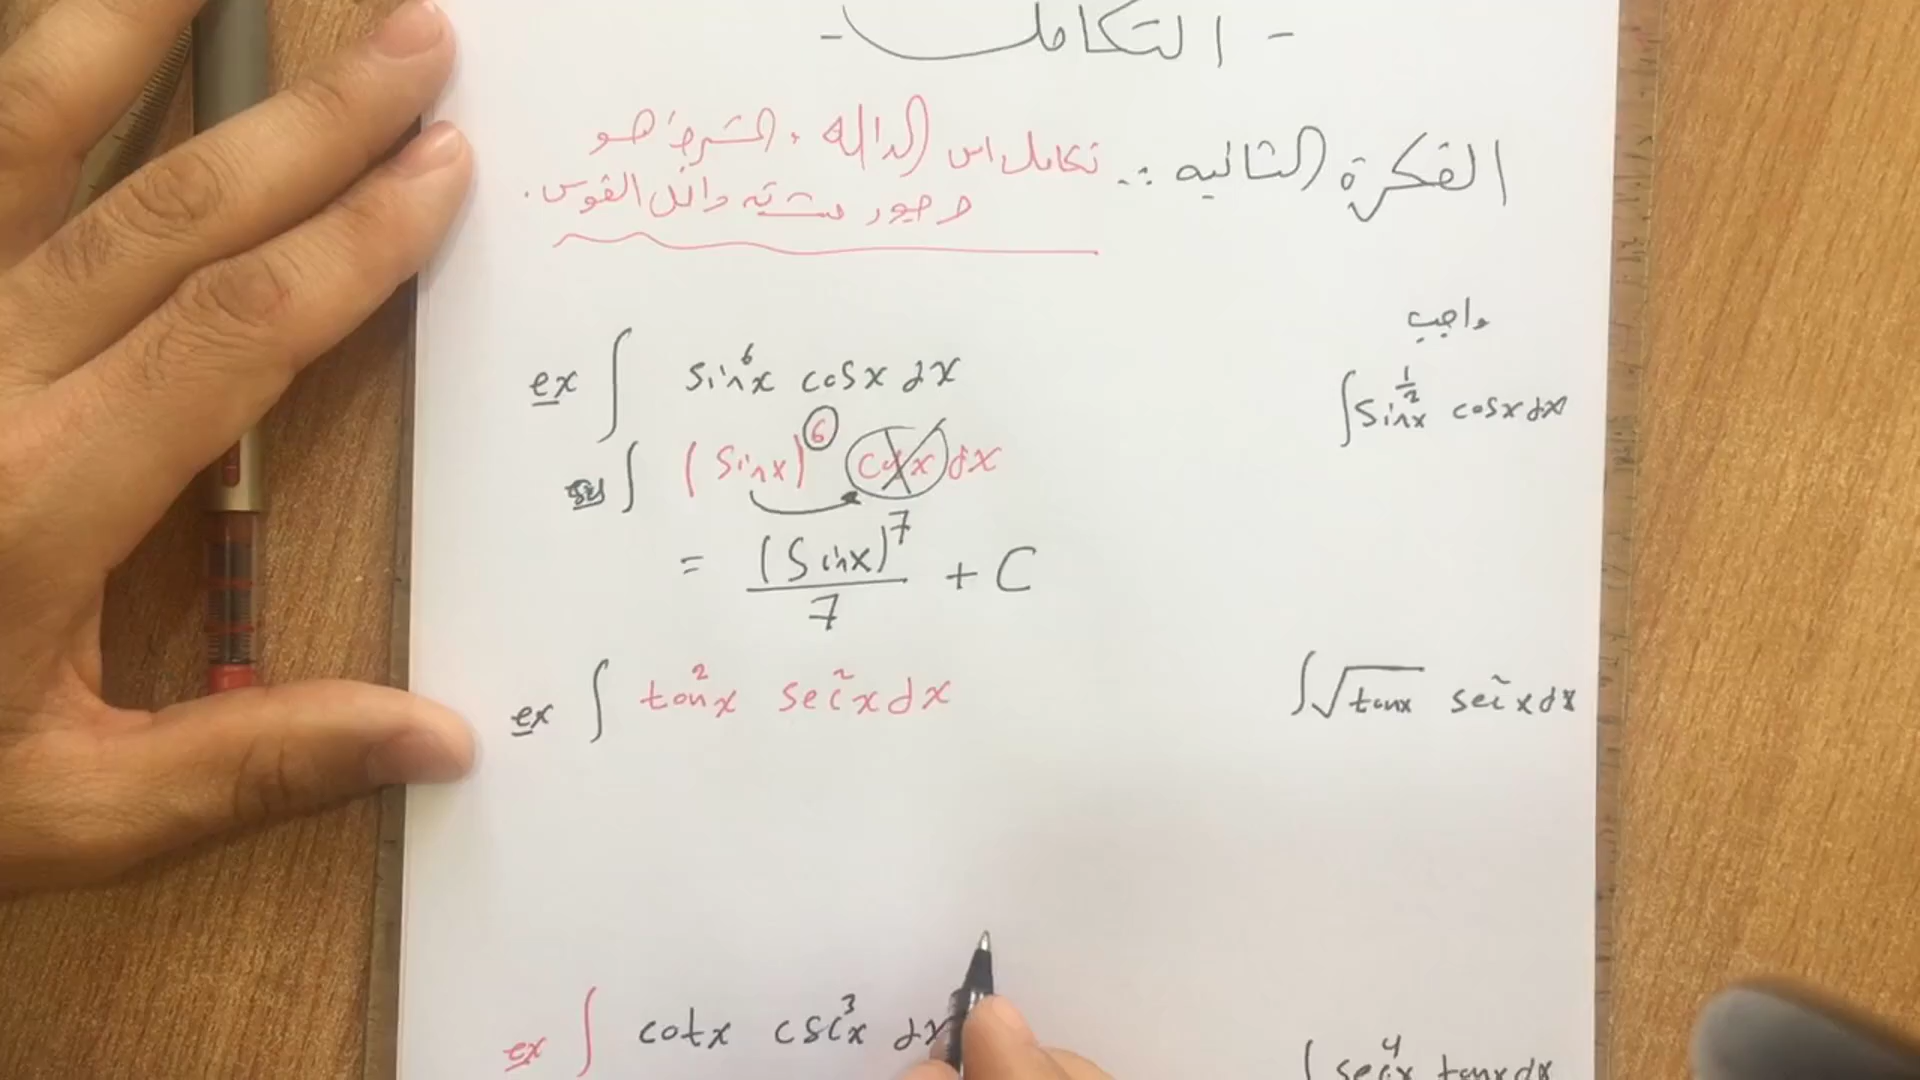 - التكامل -
الفكرة الثانيه :. تكامل اس الدالة ، الشرط هو
وجود مشتقة داخل القوس .
واجب
ex ∫ sin⁶x cosx dx
∫ sin^{1/2}x cosx dx
∫ (sinx)⁶ cosx dx
= (Sinx)⁷/7 + C
ex ∫ tan²x sec²x dx
∫ √tanx sec²x dx
ex ∫ cotx csc³x dx
∫ sec⁴x tanx dx